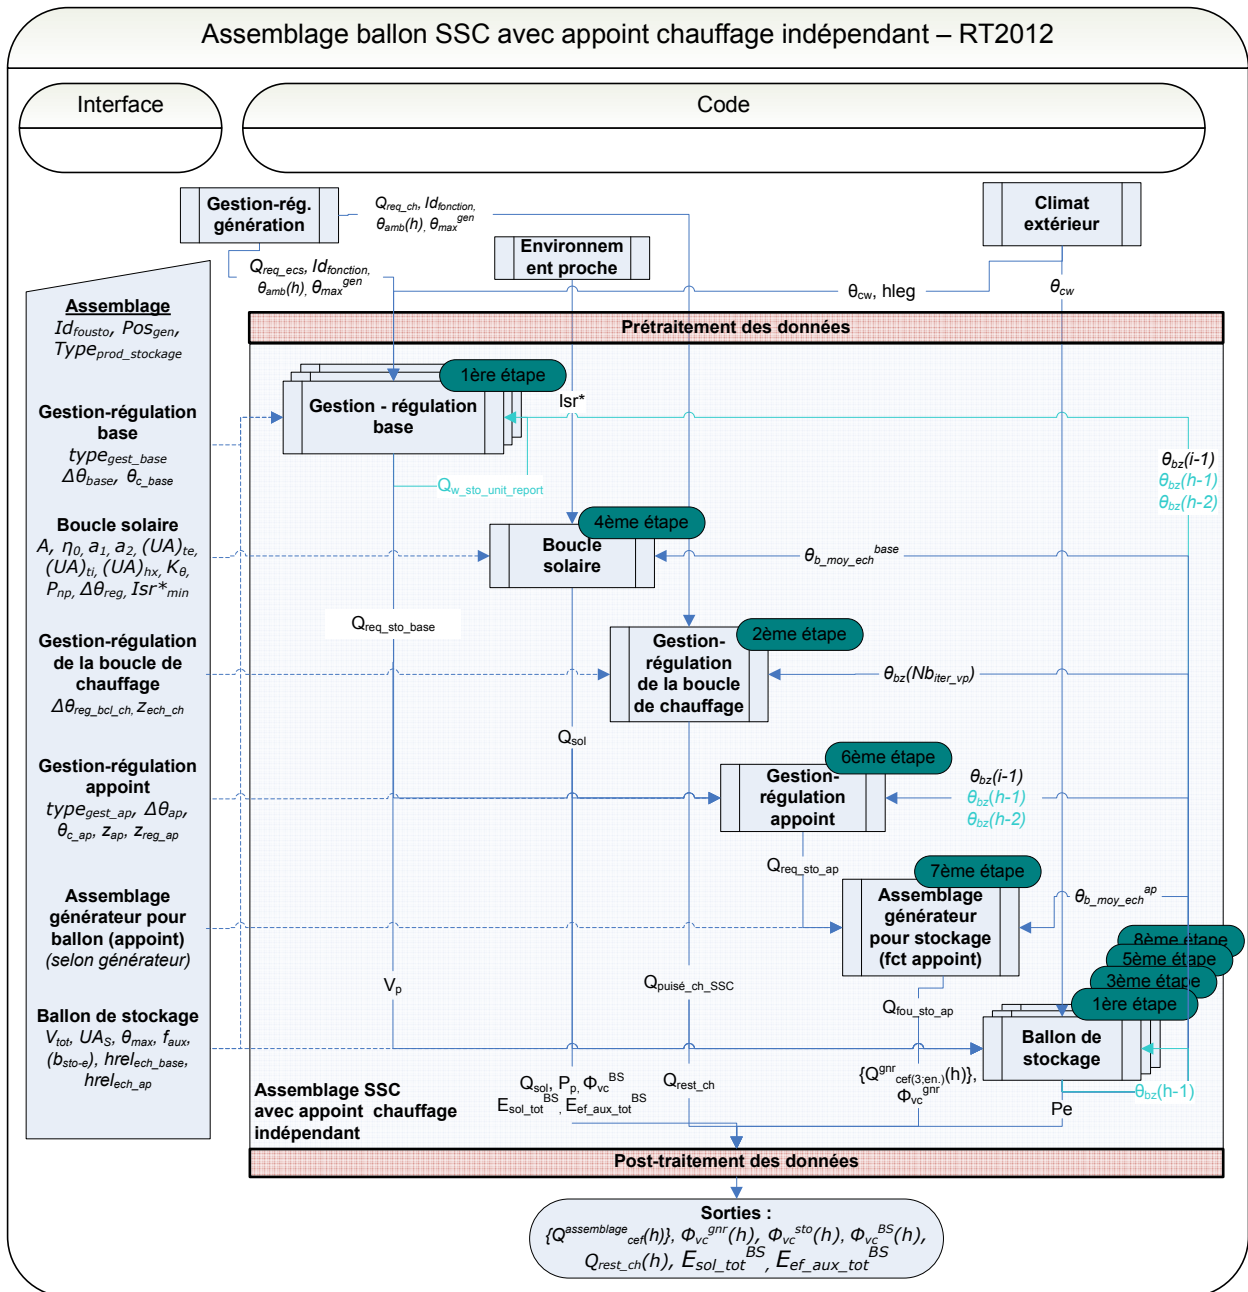 Assemblage ballon SSC avec appoint chauffage indépendant – RT2012
Interface
Code
Gestion-rég.
génération
Q_req_ch, Id_fonction,
θ_amb(h), θ_max^gen
Climat
extérieur
Environnem
ent proche
Q_req_ecs, Id_fonction,
θ_amb(h), θ_max^gen
θ_cw, hleg
θ_cw
Assemblage
Id_fousto, Pos_gen,
Type_prod_stockage
Prétraitement des données
1ère étape
Gestion - régulation
base
Isr*
Gestion-régulation
base
type_gest_base
Δθ_base, θ_c_base
θ_bz(i-1)
θ_bz(h-1)
θ_bz(h-2)
Q_w_sto_unit_report
4ème étape
Boucle
solaire
θ_b_moy_ech^base
Boucle solaire
A, η_0, a_1, a_2, (UA)_te,
(UA)_ti, (UA)_hx, K_θ,
P_np, Δθ_reg, Isr*_min
Q_req_sto_base
2ème étape
Gestion-
régulation
de la boucle
de chauffage
θ_bz(Nb_iter_vp)
Gestion-régulation
de la boucle de
chauffage
Δθ_reg_bcl_ch, z_ech_ch
Q_sol
6ème étape
Gestion-
régulation
appoint
θ_bz(i-1)
θ_bz(h-1)
θ_bz(h-2)
Gestion-régulation
appoint
type_gest_ap, Δθ_ap,
θ_c_ap, z_ap, z_reg_ap
Q_req_sto_ap
7ème étape
Assemblage
générateur
pour stockage
(fct appoint)
θ_b_moy_ech^ap
Assemblage
générateur pour
ballon (appoint)
(selon générateur)
8ème étape
5ème étape
3ème étape
1ère étape
V_p
Q_puisé_ch_SSC
Q_fou_sto_ap
Ballon de
stockage
Ballon de stockage
V_tot, UA_S, θ_max, f_aux,
(b_sto-e), hrel_ech_base,
hrel_ech_ap
Q_sol, P_p, Φ_vc^BS
E_sol_tot^BS, E_ef_aux_tot^BS
Q_rest_ch
{Q^gnr_cef(3;en.)(h)},
Φ_vc^gnr
θ_bz(h-1)
Pe
Assemblage SSC
avec appoint chauffage
indépendant
Post-traitement des données
Sorties :
{Q^assemblage_cef(h)}, Φ_vc^gnr(h), Φ_vc^sto(h), Φ_vc^BS(h),
Q_rest_ch(h), E_sol_tot^BS, E_ef_aux_tot^BS